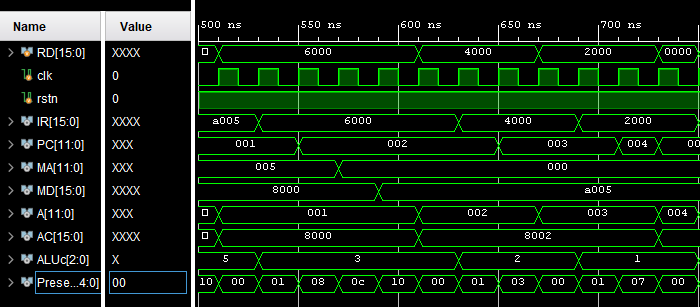 Name Value 500 ns 550 ns 600 ns 650 ns 700 ns
RD[15:0] XXXX 6000 4000 2000 0000
clk 0
rstn 0
IR[15:0] XXXX a005 6000 4000 2000
PC[11:0] XXX 001 002 003 004 00
MA[11:0] XXX 005 000
MD[15:0] XXXX 8000 a005
A[11:0] XXX 001 002 003 004
AC[15:0] XXXX 8000 8002
ALUc[2:0] X 5 3 2 1
Prese...4:0] 00 10 00 01 08 0c 10 00 01 03 00 01 07 00